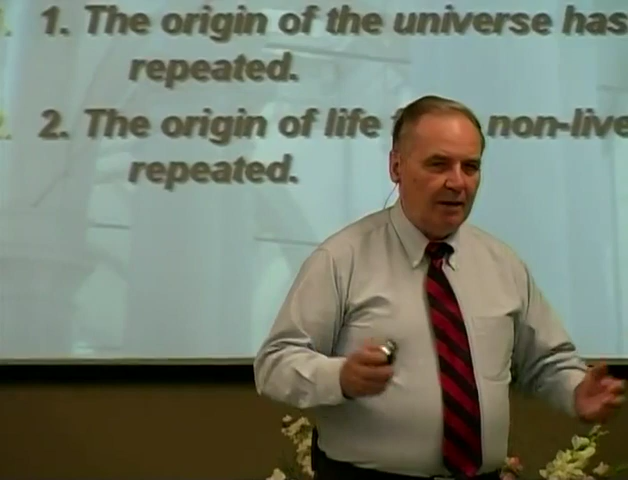 1. The origin of the universe has
repeated.
2. The origin of life non-live
repeated.